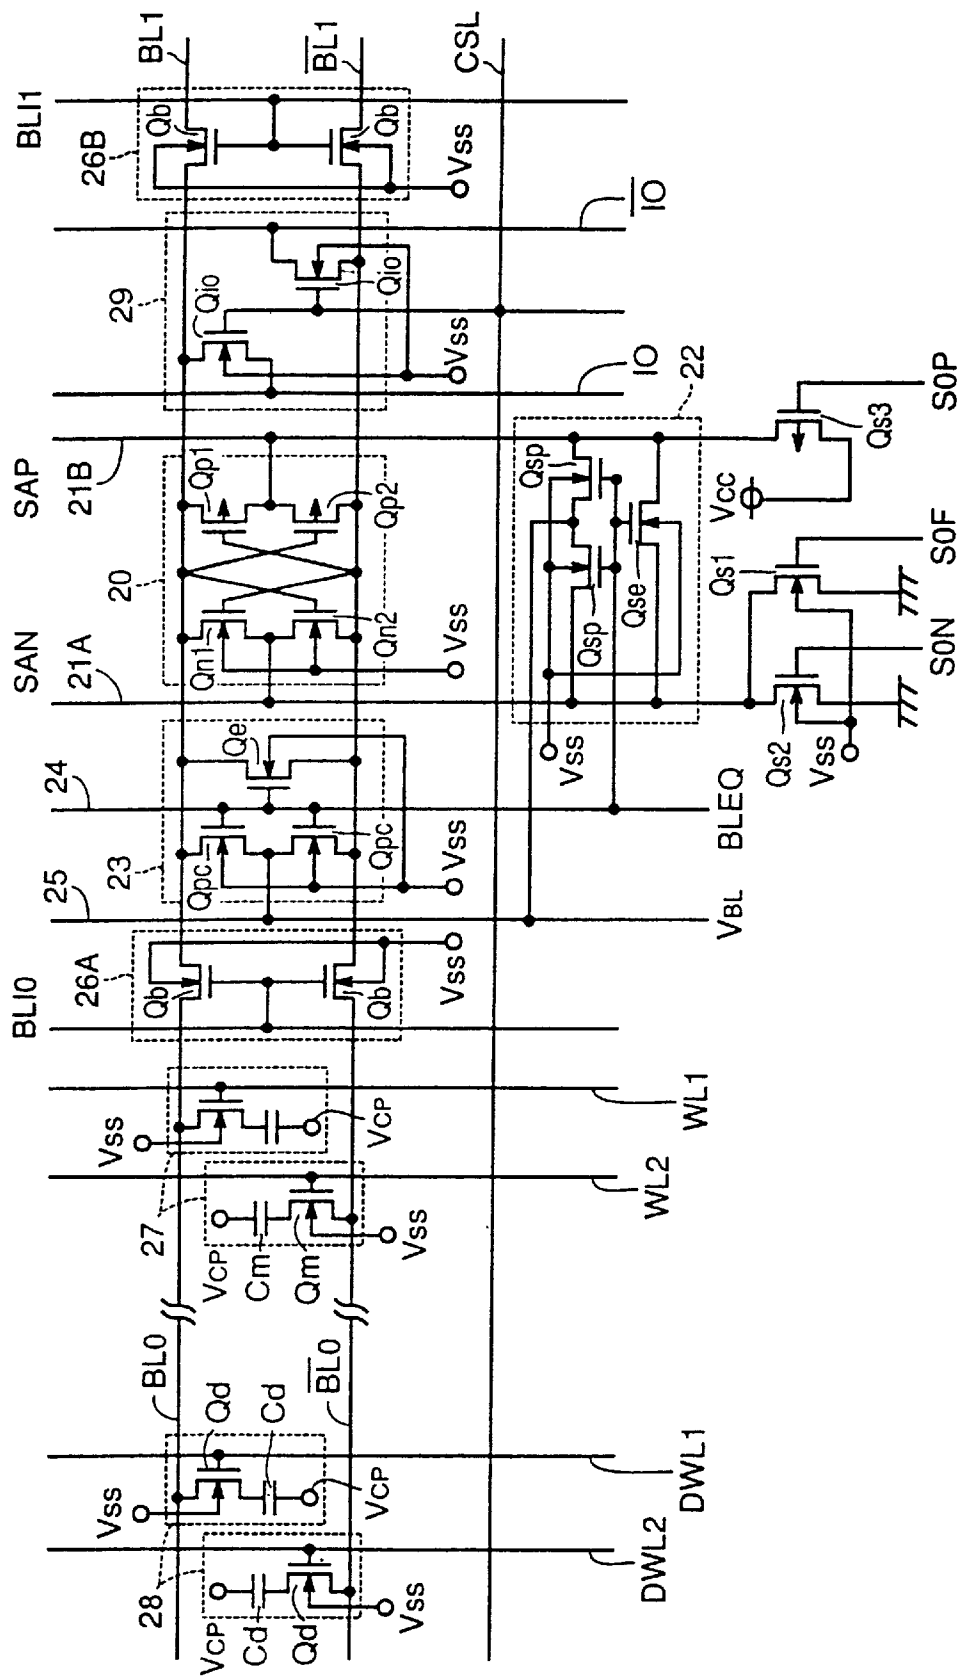 BLI1
BL1
BL1
CSL
26B
Qb
Qb
Vss
IO
29
Qio
Qio
Vss
IO
22
SAP
21B
Qp1
Qp2
20
SAN
21A
Qn1
Qn2
Vss
Qsp
Qsp
Qse
Vss
Vcc
Qs3
S0P
Qs1
S0F
Qs2
S0N
Vss
24
Qe
23
Qpc
Qpc
Vss
25
BLEQ
VBL
26A
BLI0
Qb
Qb
Vss
Vss
VCP
WL1
27
VCP
Cm
Qm
Vss
WL2
BL0
BL0
Qd
Cd
Vss
VCP
DWL1
28
VCP
Cd
Qd
Vss
DWL2